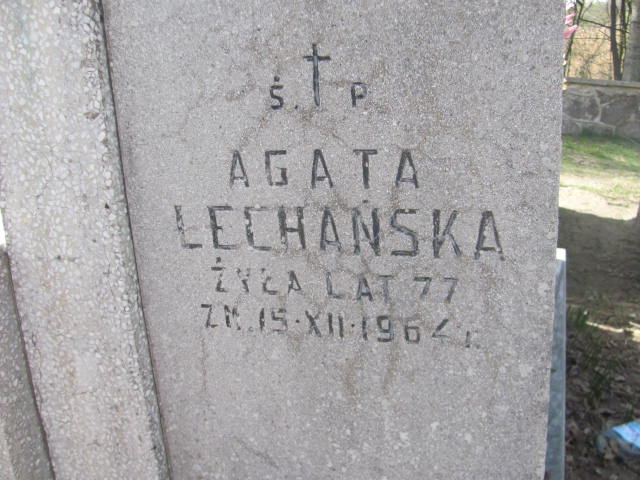 Ś. P.
AGATA
LECHAŃSKA
ŻYŁA LAT 77
ZM. 15·XII·1964 r.